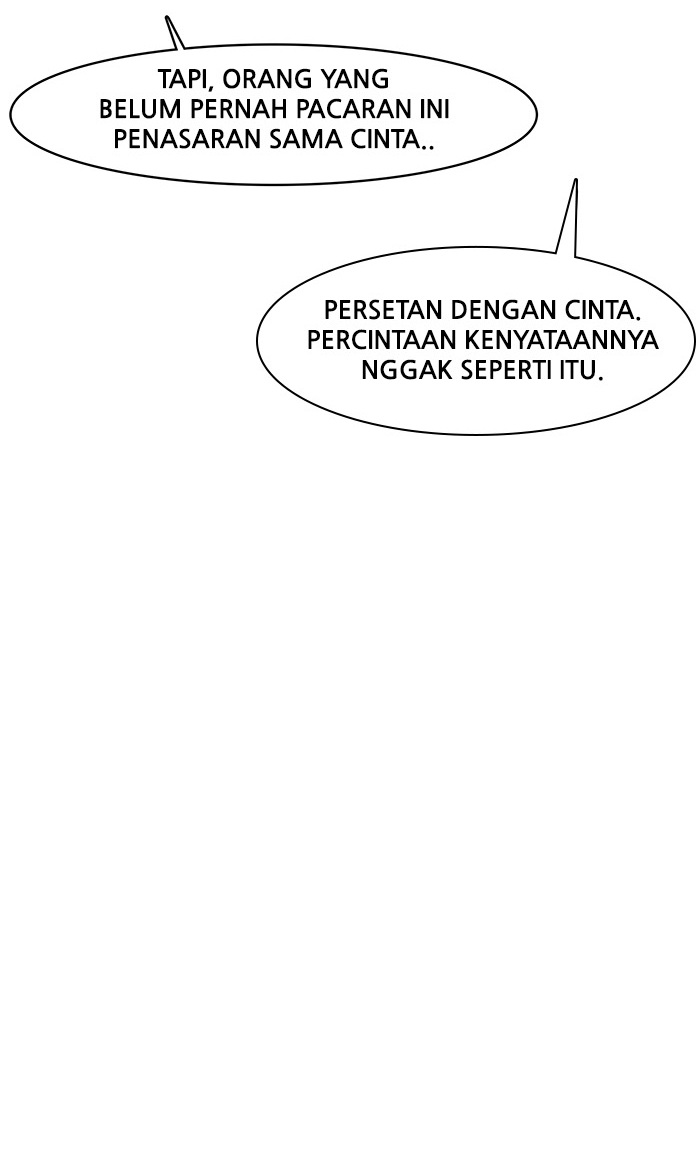 TAPI, ORANG YANG
BELUM PERNAH PACARAN INI
PENASARAN SAMA CINTA..
PERSETAN DENGAN CINTA.
PERCINTAAN KENYATAANNYA
NGGAK SEPERTI ITU.